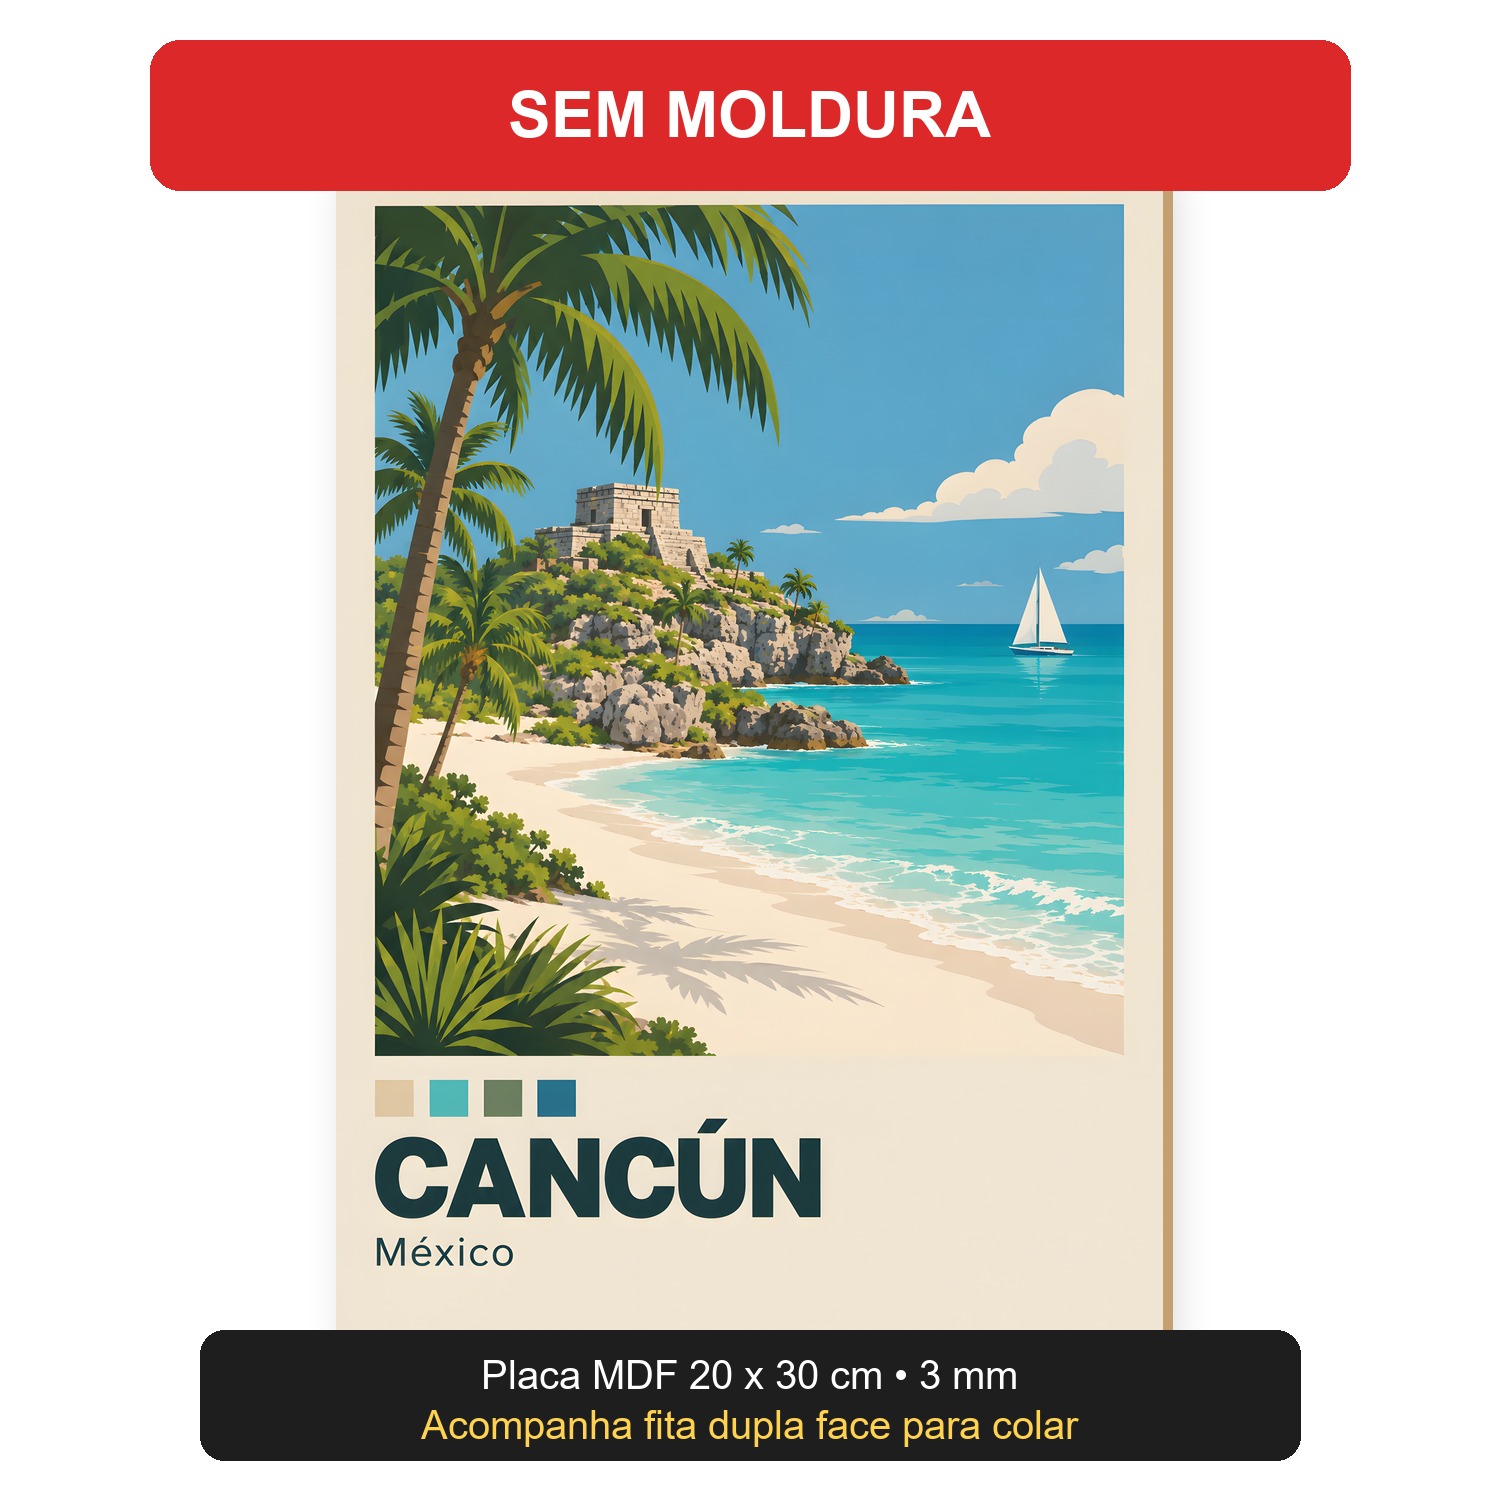 SEM MOLDURA
CANCÚN
México
Placa MDF 20 x 30 cm • 3 mm
Acompanha fita dupla face para colar